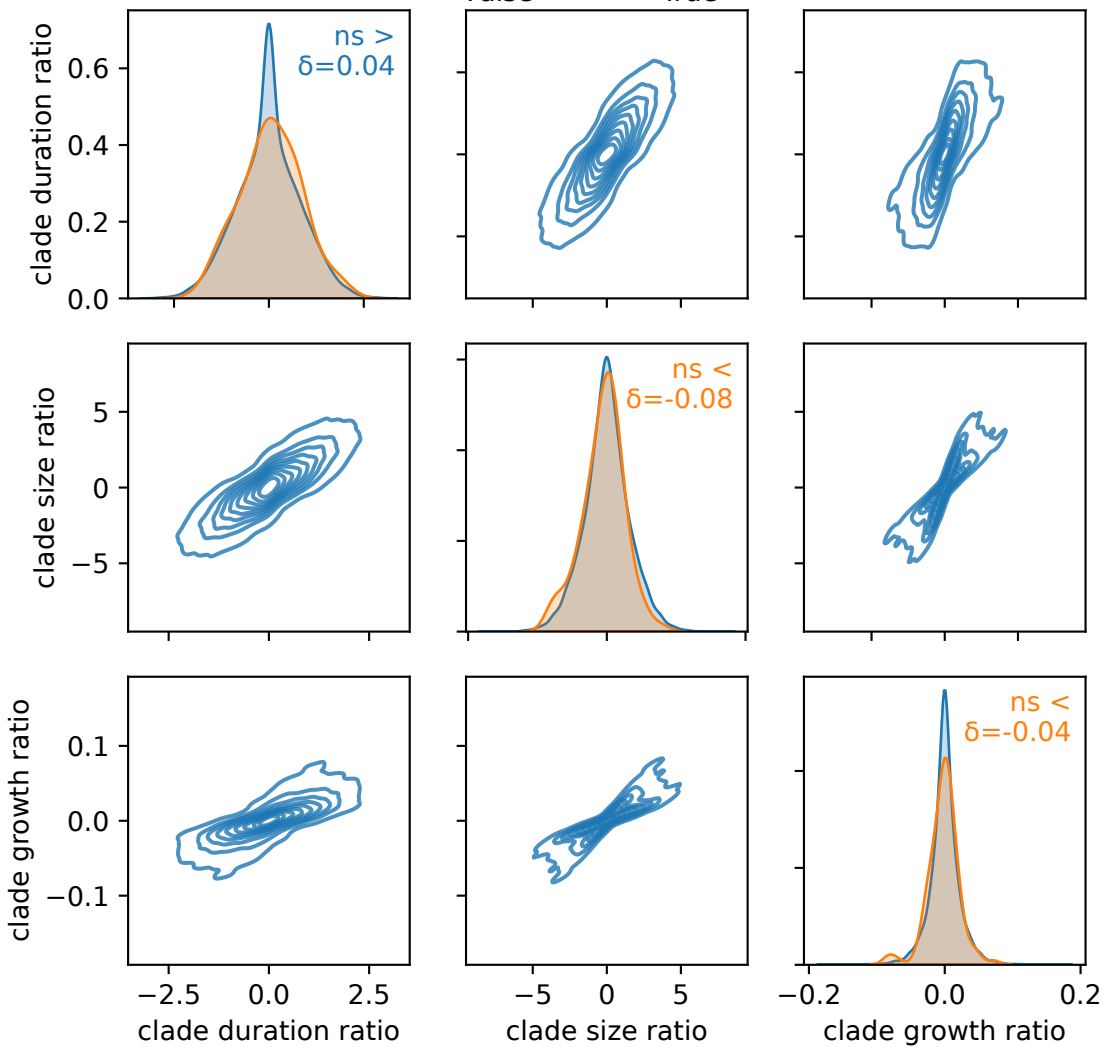 ns >
δ=0.04
clade duration ratio
0.6
0.4
0.2
0.0
ns <
δ=-0.08
clade size ratio
5
0
−5
ns <
δ=-0.04
clade growth ratio
0.1
0.0
−0.1
−2.5 0.0 2.5
−5 0 5
−0.2 0.0 0.2
clade duration ratio
clade size ratio
clade growth ratio